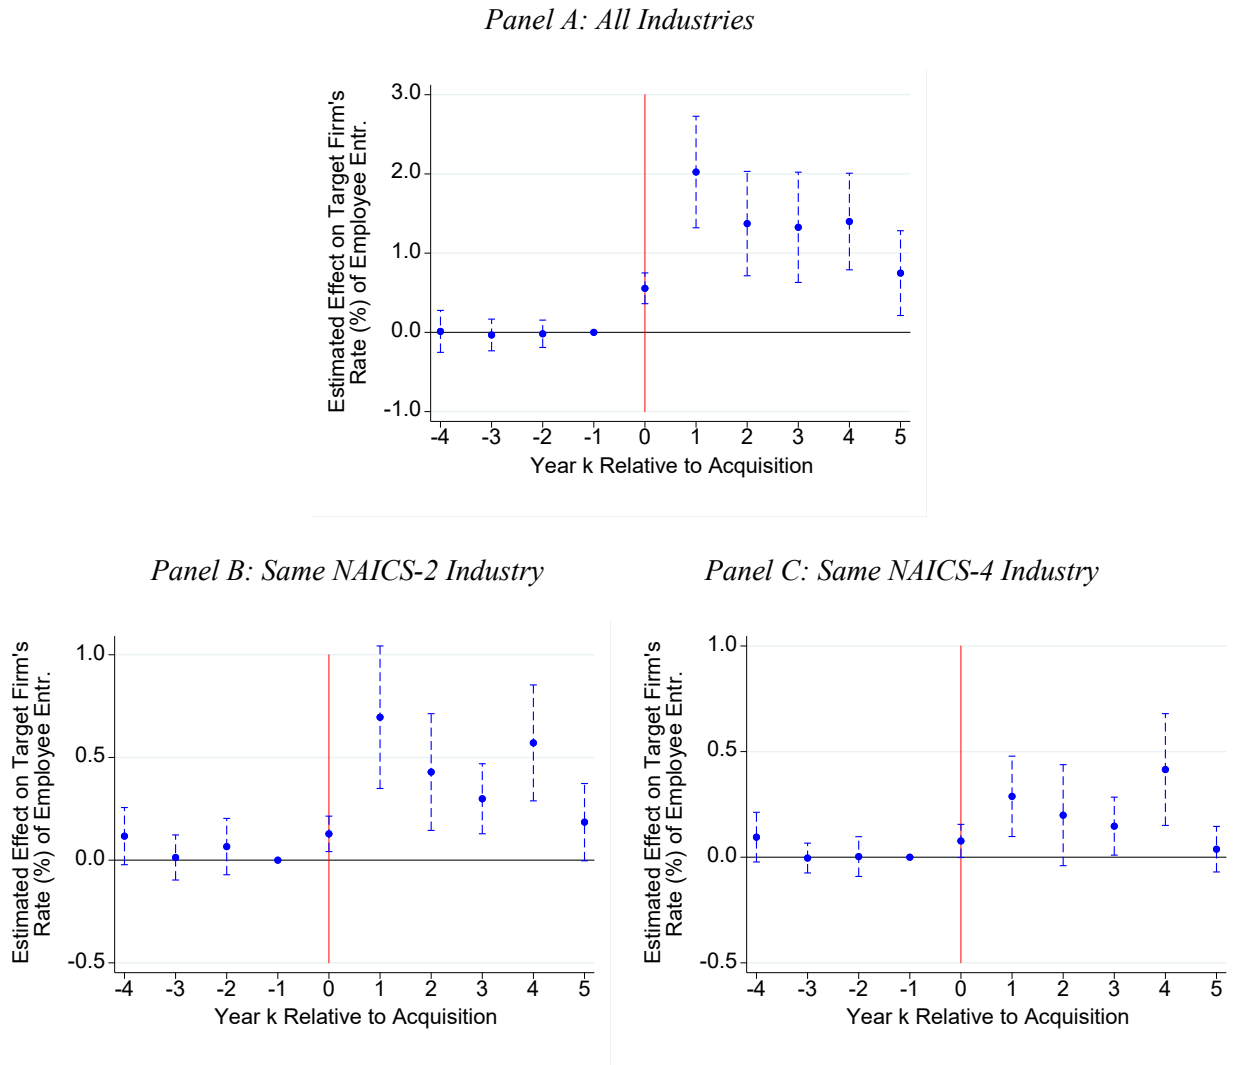 Panel A: All Industries
Estimated Effect on Target Firm's
Rate (%) of Employee Entr.
3.0
2.0
1.0
0.0
-1.0
-4 -3 -2 -1 0 1 2 3 4 5
Year k Relative to Acquisition
Panel B: Same NAICS-2 Industry
Estimated Effect on Target Firm's
Rate (%) of Employee Entr.
1.0
0.5
0.0
-0.5
-4 -3 -2 -1 0 1 2 3 4 5
Year k Relative to Acquisition
Panel C: Same NAICS-4 Industry
Estimated Effect on Target Firm's
Rate (%) of Employee Entr.
1.0
0.5
0.0
-0.5
-4 -3 -2 -1 0 1 2 3 4 5
Year k Relative to Acquisition